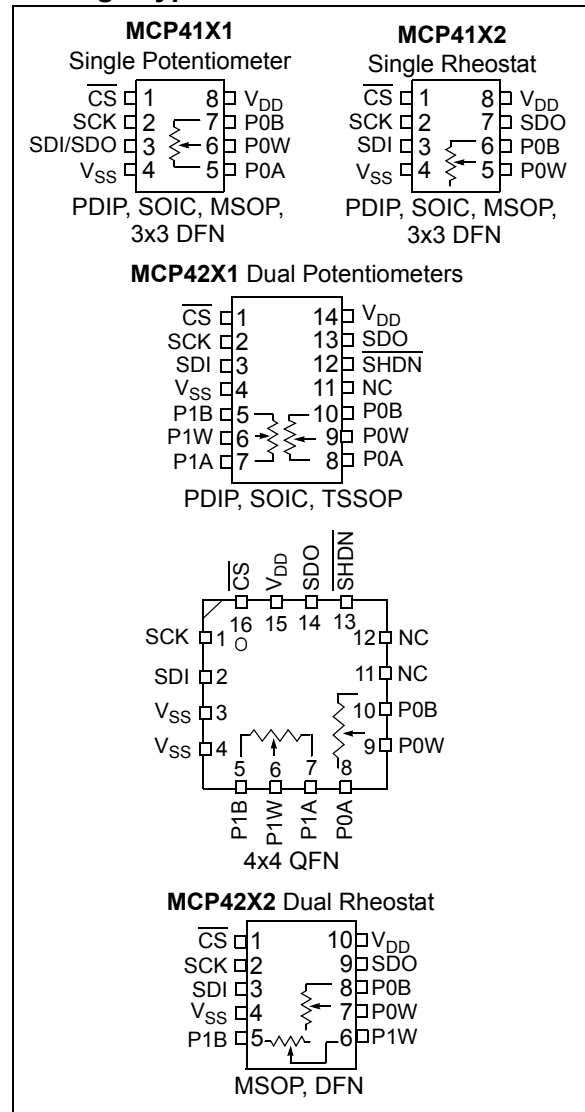 MCP41X1
Single Potentiometer
CS 1 8 VDD
SCK 2 7 P0B
SDI/SDO 3 6 P0W
VSS 4 5 P0A
PDIP, SOIC, MSOP,
3x3 DFN
MCP41X2
Single Rheostat
CS 1 8 VDD
SCK 2 7 SDO
SDI 3 6 P0B
VSS 4 5 P0W
PDIP, SOIC, MSOP,
3x3 DFN
MCP42X1 Dual Potentiometers
CS 1 14 VDD
SCK 2 13 SDO
SDI 3 12 SHDN
VSS 4 11 NC
P1B 5 10 P0B
P1W 6 9 P0W
P1A 7 8 P0A
PDIP, SOIC, TSSOP
CS VDD SDO SHDN
16 15 14 13
SCK 1 12 NC
SDI 2 11 NC
VSS 3 10 P0B
VSS 4 9 P0W
5 6 7 8
P1B P1W P1A P0A
4x4 QFN
MCP42X2 Dual Rheostat
CS 1 10 VDD
SCK 2 9 SDO
SDI 3 8 P0B
VSS 4 7 P0W
P1B 5 6 P1W
MSOP, DFN